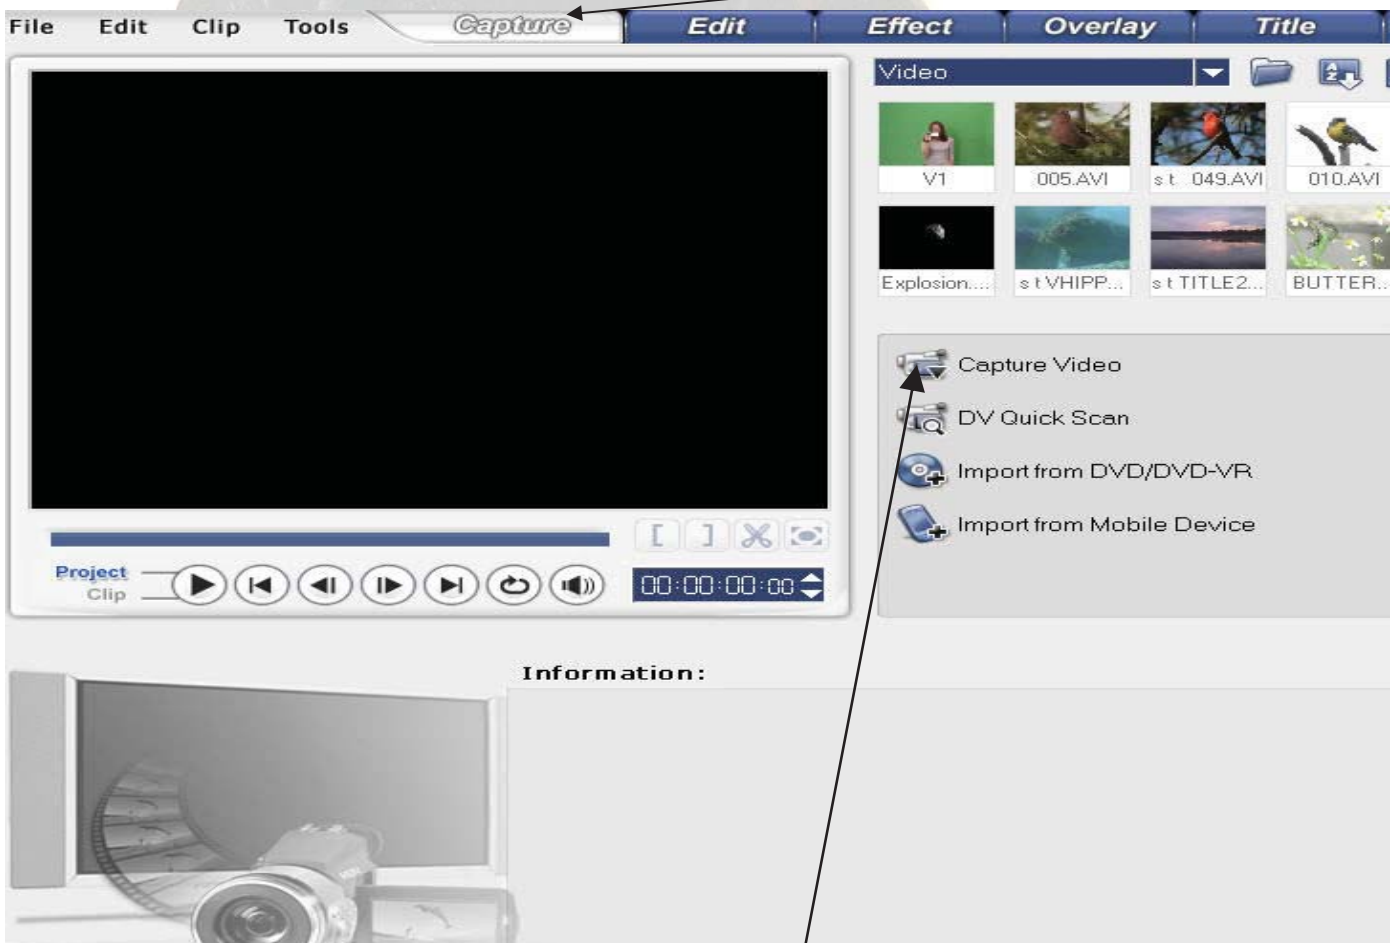 File Edit Clip Tools Capture Edit Effect Overlay Title
Video
V1 005.AVI s t 049.AVI 010.AVI
Explosion.... s t VHIPP... s t TITLE2... BUTTER..
Capture Video
DV Quick Scan
Import from DVD/DVD-VR
Import from Mobile Device
Project
Clip
00:00:00:00
Information: